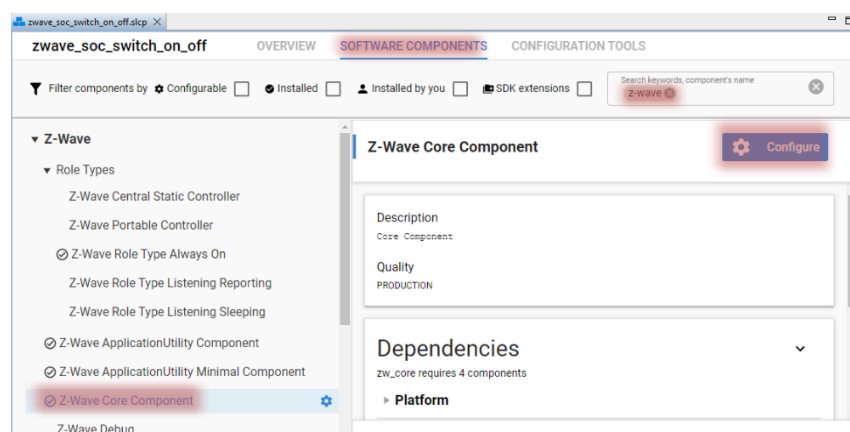 zwave_soc_switch_on_off.slcp
zwave_soc_switch_on_off OVERVIEW SOFTWARE COMPONENTS CONFIGURATION TOOLS
Filter components by Configurable Installed Installed by you SDK extensions
Search keywords, component's name
z-wave
Z-Wave
Role Types
Z-Wave Central Static Controller
Z-Wave Portable Controller
Z-Wave Role Type Always On
Z-Wave Role Type Listening Reporting
Z-Wave Role Type Listening Sleeping
Z-Wave ApplicationUtility Component
Z-Wave ApplicationUtility Minimal Component
Z-Wave Core Component
Z-Wave Debug
Z-Wave Core Component
Configure
Description
Core Component
Quality
PRODUCTION
Dependencies
zw_core requires 4 components
Platform